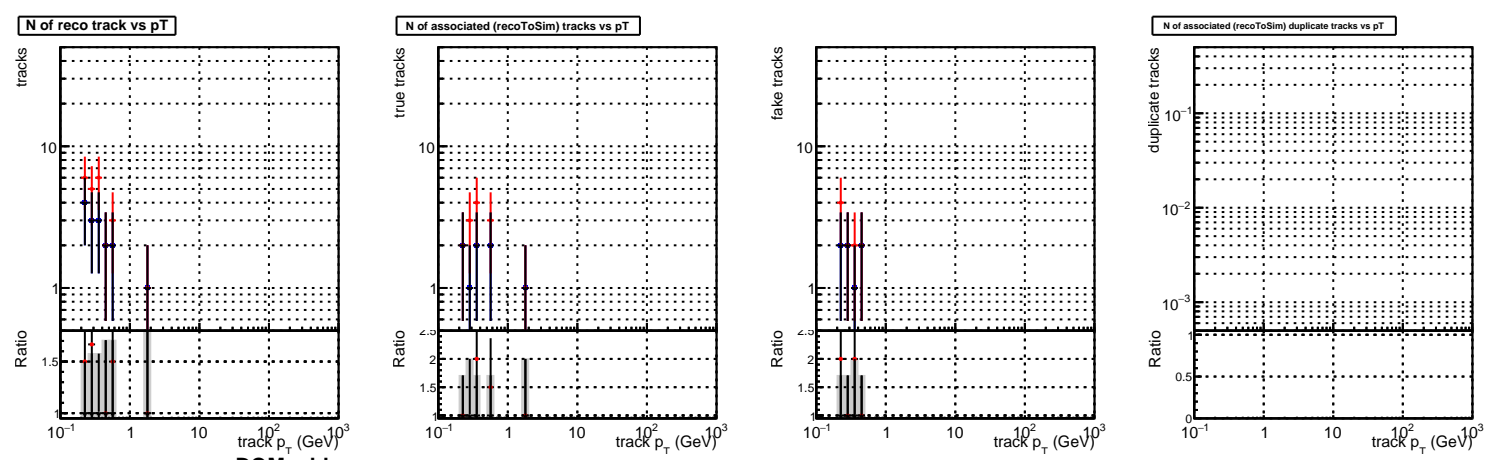 N of reco track vs pT
tracks
10
1
Ratio
1.5
1
10⁻¹ 1 10 10² 10³
track p_T (GeV)
N of associated (recoToSim) tracks vs pT
true tracks
10
1
Ratio
2.5
2
1.5
1
10⁻¹ 1 10 10² 10³
track p_T (GeV)
fake tracks
10
1
Ratio
2.5
2
1.5
1
10⁻¹ 1 10 10² 10³
track p_T (GeV)
N of associated (recoToSim) duplicate tracks vs pT
duplicate tracks
10⁻¹
10⁻²
10⁻³
Ratio
1
0.5
0
10⁻¹ 1 10 10² 10³
track p_T (GeV)